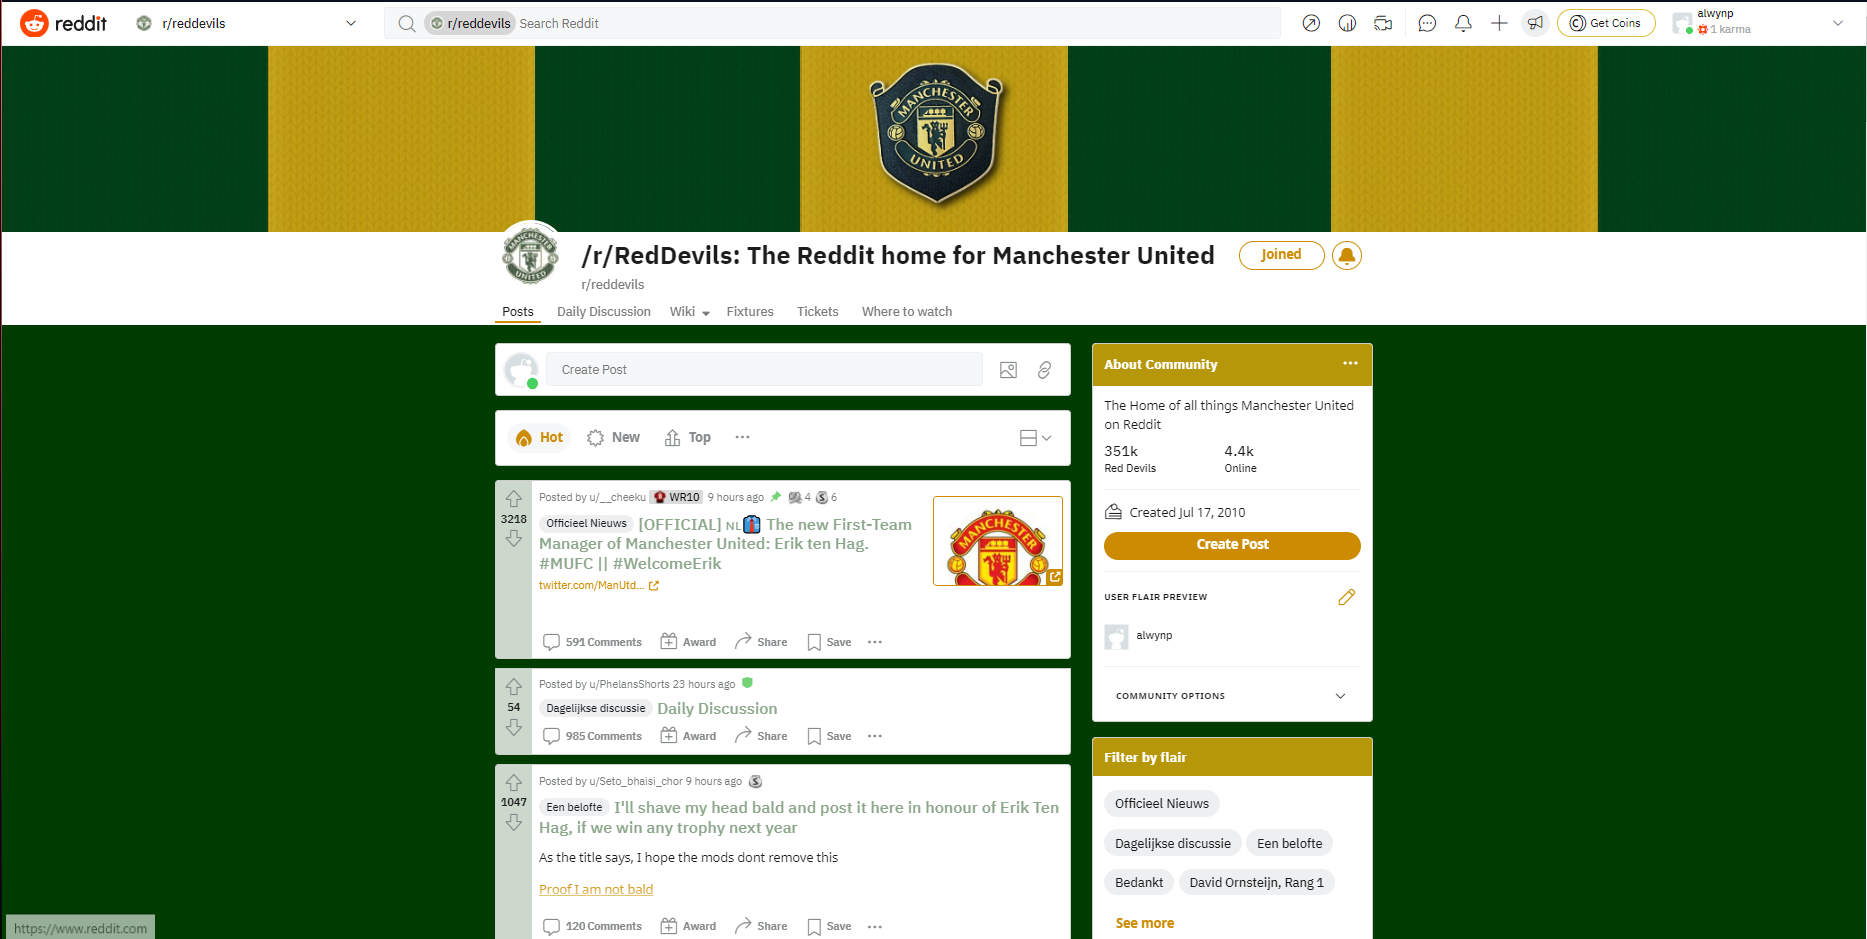 reddit
r/reddevils
r/reddevils Search Reddit
Get Coins
alwynp
1 karma
MANCHESTER
UNITED
MANCHESTER
UNITED
/r/RedDevils: The Reddit home for Manchester United
Joined
r/reddevils
Posts
Daily Discussion
Wiki
Fixtures
Tickets
Where to watch
Create Post
Hot
New
Top
Posted by u/__cheeku WR10 9 hours ago 4 6
3218
Officieel Nieuws [OFFICIAL] NL The new First-Team
Manager of Manchester United: Erik ten Hag.
#MUFC || #WelcomeErik
twitter.com/ManUtd...
MANCHESTER
591 Comments
Award
Share
Save
Posted by u/PhelansShorts 23 hours ago
54
Dagelijkse discussie Daily Discussion
985 Comments
Award
Share
Save
Posted by u/Seto_bhaisi_chor 9 hours ago
1047
Een belofte I'll shave my head bald and post it here in honour of Erik Ten
Hag, if we win any trophy next year
As the title says, I hope the mods dont remove this
Proof I am not bald
120 Comments
Award
Share
Save
About Community
The Home of all things Manchester United
on Reddit
351k
4.4k
Red Devils
Online
Created Jul 17, 2010
Create Post
USER FLAIR PREVIEW
alwynp
COMMUNITY OPTIONS
Filter by flair
Officieel Nieuws
Dagelijkse discussie
Een belofte
Bedankt
David Ornsteijn, Rang 1
See more
https://www.reddit.com